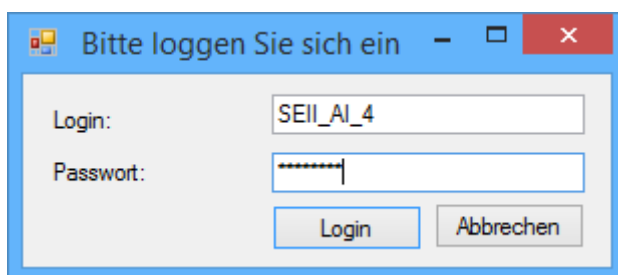 Bitte loggen Sie sich ein
Login: SEII_AI_4
Passwort: ********
Login Abbrechen